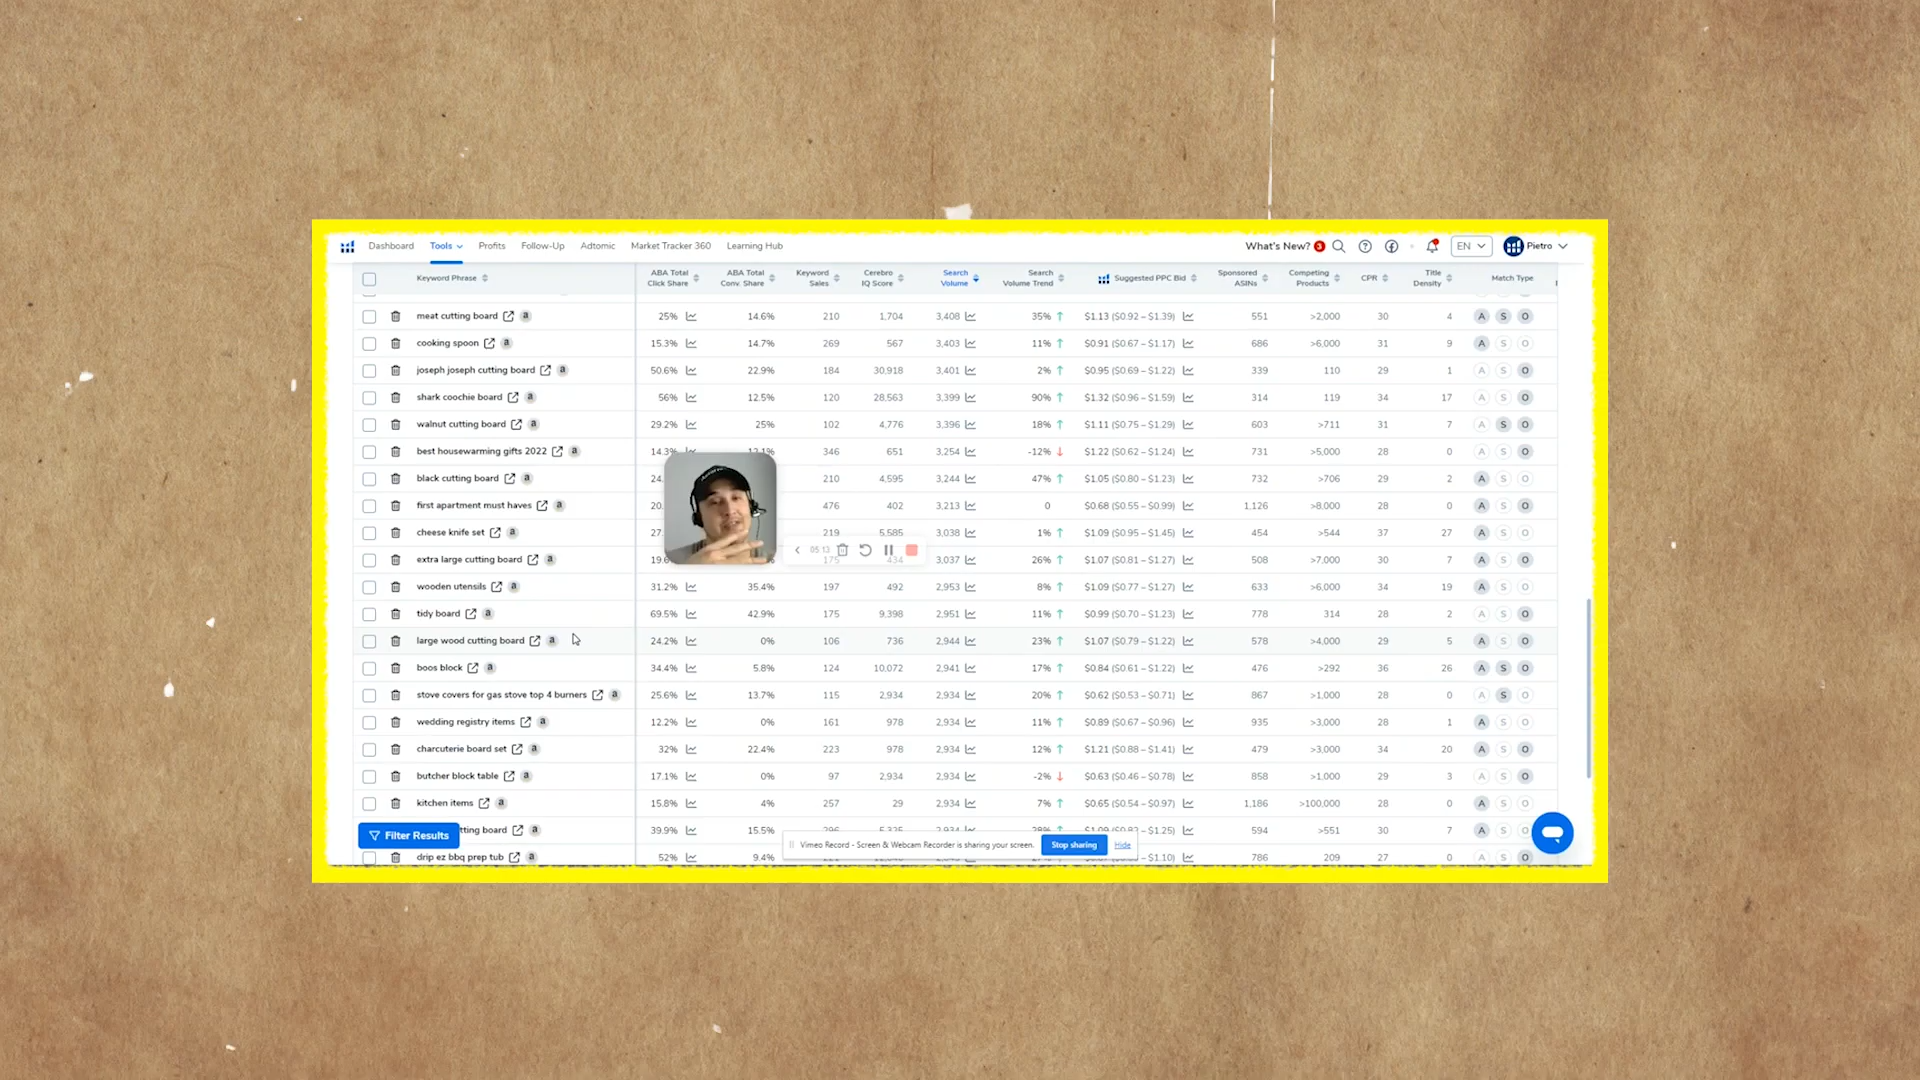 Dashboard Tools Profits Follow-Up Adtomic Market Tracker 360 Learning Hub What's New? 3 EN Pietro
Keyword Phrase ABA Total Click Share ABA Total Conv. Share Keyword Sales Cerebro IQ Score Search Volume Search Volume Trend Suggested PPC Bid Sponsored ASINs Competing Products CPR Title Density Match Type
meat cutting board a 25% 14.6% 210 1,704 3,408 35% ↑ $1.13 ($0.92 – $1.39) 551 >2,000 30 4 A S O
cooking spoon a 15.3% 14.7% 269 567 3,403 11% ↑ $0.91 ($0.67 – $1.17) 686 >6,000 31 9 A S O
joseph joseph cutting board a 50.6% 22.9% 184 30,918 3,401 2% ↑ $0.95 ($0.69 – $1.22) 339 110 29 1 A S O
shark coochie board a 56% 12.5% 120 28,563 3,399 90% ↑ $1.32 ($0.96 – $1.59) 314 119 34 17 A S O
walnut cutting board a 29.2% 25% 102 4,776 3,396 18% ↑ $1.11 ($0.75 – $1.29) 603 >711 31 7 A S O
best housewarming gifts 2022 a 14.3% 12.1% 346 651 3,254 -12% ↓ $1.22 ($0.62 – $1.24) 731 >5,000 28 0 A S O
black cutting board a 24. 210 4,595 3,244 47% ↑ $1.05 ($0.80 – $1.23) 732 >706 29 2 A S O
first apartment must haves a 20. 476 402 3,213 0 $0.68 ($0.55 – $0.99) 1,126 >8,000 28 0 A S O
cheese knife set a 27. 219 5,585 3,038 1% ↑ $1.09 ($0.95 – $1.45) 454 >544 37 27 A S O
05:13
extra large cutting board a 19.6 % 175 434 3,037 26% ↑ $1.07 ($0.81 – $1.27) 508 >7,000 30 7 A S O
wooden utensils a 31.2% 35.4% 197 492 2,953 8% ↑ $1.09 ($0.77 – $1.27) 633 >6,000 34 19 A S O
tidy board a 69.5% 42.9% 175 9,398 2,951 11% ↑ $0.99 ($0.70 – $1.23) 778 314 28 2 A S O
large wood cutting board a 24.2% 0% 106 736 2,944 23% ↑ $1.07 ($0.79 – $1.22) 578 >4,000 29 5 A S O
boos block a 34.4% 5.8% 124 10,072 2,941 17% ↑ $0.84 ($0.61 – $1.22) 476 >292 36 26 A S O
stove covers for gas stove top 4 burners a 25.6% 13.7% 115 2,934 2,934 20% ↑ $0.62 ($0.53 – $0.71) 867 >1,000 28 0 A S O
wedding registry items a 12.2% 0% 161 978 2,934 11% ↑ $0.89 ($0.67 – $0.96) 935 >3,000 28 1 A S O
charcuterie board set a 32% 22.4% 223 978 2,934 12% ↑ $1.21 ($0.88 – $1.41) 479 >3,000 34 20 A S O
butcher block table a 17.1% 0% 97 2,934 2,934 -2% ↓ $0.63 ($0.46 – $0.78) 858 >1,000 29 3 A S O
kitchen items a 15.8% 4% 257 29 2,934 7% ↑ $0.65 ($0.54 – $0.97) 1,186 >100,000 28 0 A S O
Filter Results tting board a 39.9% 15.5% 2,934 $1.25) 594 >551 30 7 A S O
Vimeo Record - Screen & Webcam Recorder is sharing your screen. Stop sharing Hide
drip ez bbq prep tub a 52% 9.4% $1.10) 786 209 27 0 A S O